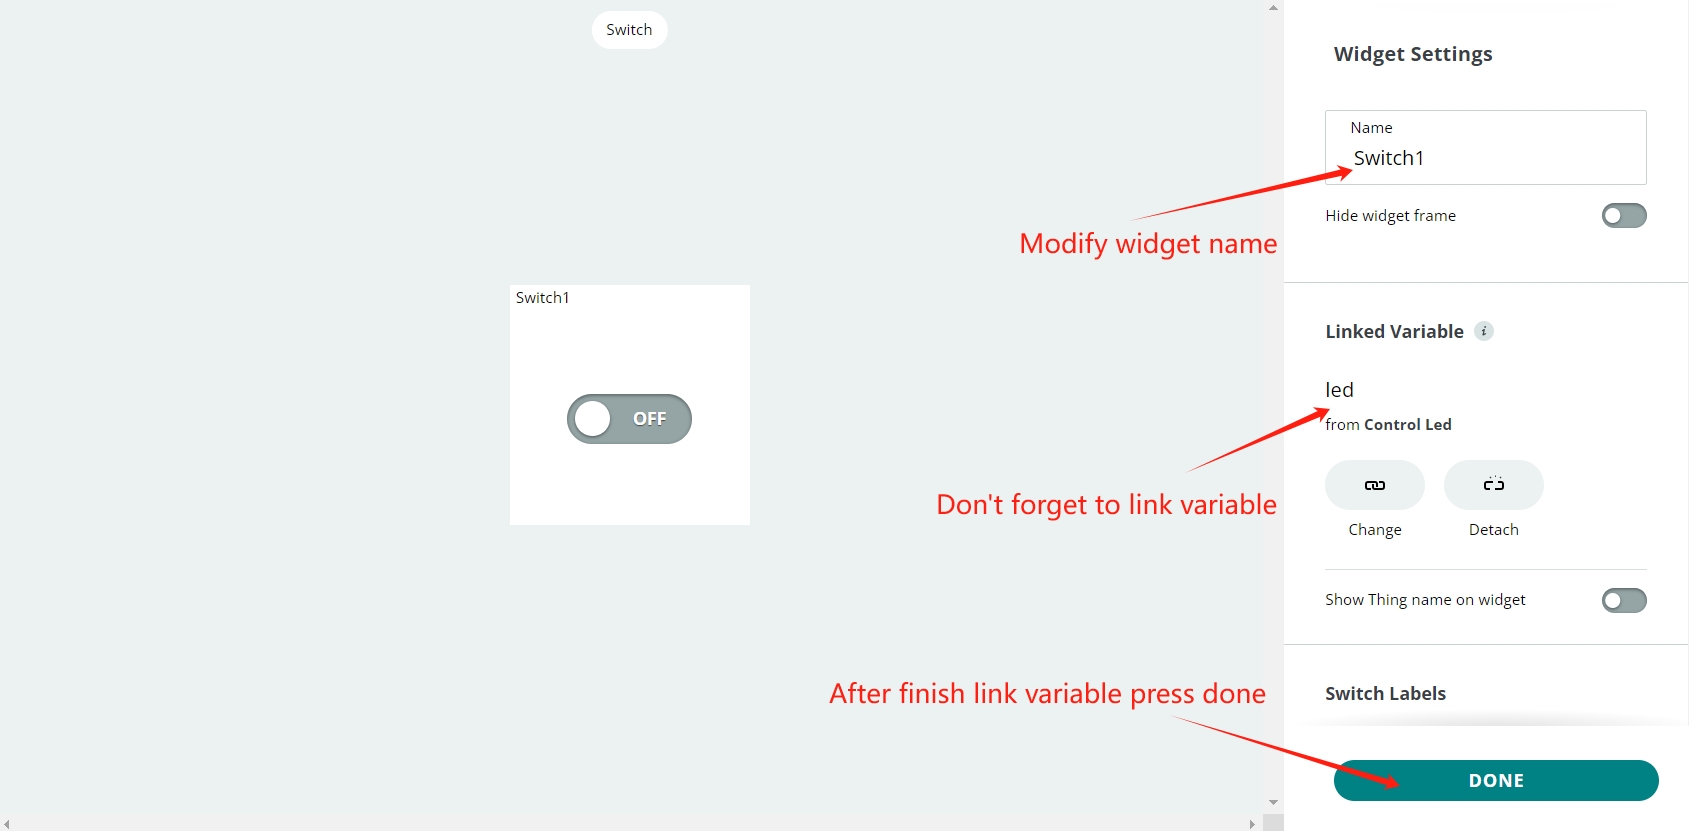 Switch
Widget Settings
Name
Switch1
Hide widget frame
Modify widget name
Switch1
OFF
Linked Variable i
led
from Control Led
Don't forget to link variable
Change
Detach
Show Thing name on widget
After finish link variable press done
Switch Labels
DONE